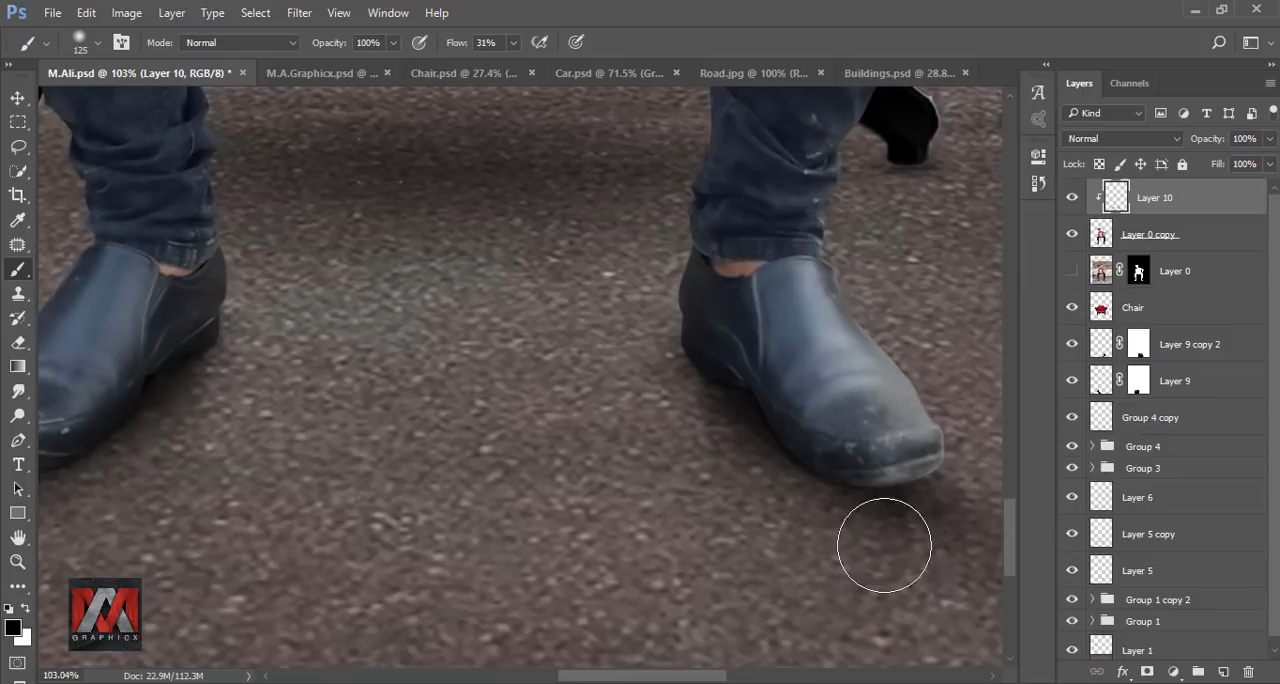 Ps File Edit Image Layer Type Select Filter View Window Help
125 Mode: Normal Opacity: 100% Flow: 31%
M.Ali.psd @ 103% (Layer 10, RGB/8) * × M.A.Graphicx.psd @ ... × Chair.psd @ 27.4% (... × Car.psd @ 71.5% (Gr... × Road.jpg @ 100% (R... × Buildings.psd @ 28.8... ×
Layers Channels
Kind
Normal Opacity: 100%
Lock: Fill: 100%
Layer 10
Layer 0 copy
Layer 0
Chair
Layer 9 copy 2
Layer 9
Group 4 copy
Group 4
Group 3
Layer 6
Layer 5 copy
Layer 5
Group 1 copy 2
Group 1
Layer 1
MA
GRAPHICX
103.04% Doc: 22.9M/112.3M